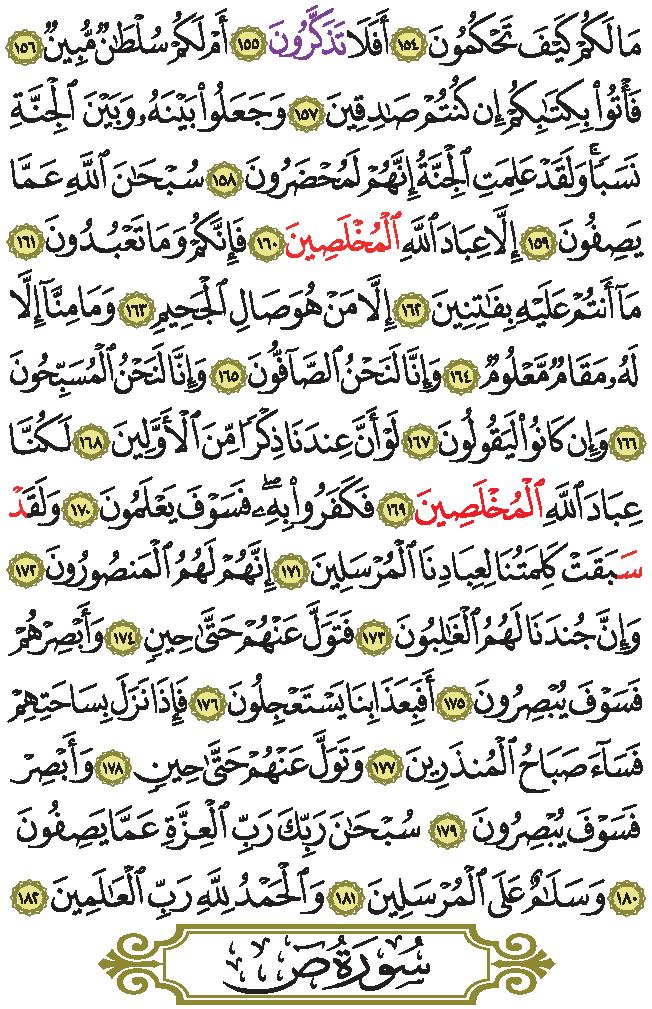 مَا لَكُمْ كَيْفَ تَحْكُمُونَ ١٥٤ أَفَلَا تَذَكَّرُونَ ١٥٥ أَمْ لَكُمْ سُلْطَـٰنٌ مُّبِينٌ ١٥٦
فَأْتُوا۟ بِكِتَـٰبِكُمْ إِن كُنتُمْ صَـٰدِقِينَ ١٥٧ وَجَعَلُوا۟ بَيْنَهُۥ وَبَيْنَ ٱلْجِنَّةِ
نَسَبًا ۚ وَلَقَدْ عَلِمَتِ ٱلْجِنَّةُ إِنَّهُمْ لَمُحْضَرُونَ ١٥٨ سُبْحَـٰنَ ٱللَّهِ عَمَّا
يَصِفُونَ ١٥٩ إِلَّا عِبَادَ ٱللَّهِ ٱلْمُخْلَصِينَ ١٦٠ فَإِنَّكُمْ وَمَا تَعْبُدُونَ ١٦١
مَآ أَنتُمْ عَلَيْهِ بِفَـٰتِنِينَ ١٦٢ إِلَّا مَنْ هُوَ صَالِ ٱلْجَحِيمِ ١٦٣ وَمَا مِنَّآ إِلَّا
لَهُۥ مَقَامٌ مَّعْلُومٌ ١٦٤ وَإِنَّا لَنَحْنُ ٱلصَّآفُّونَ ١٦٥ وَإِنَّا لَنَحْنُ ٱلْمُسَبِّحُونَ
١٦٦ وَإِن كَانُوا۟ لَيَقُولُونَ ١٦٧ لَوْ أَنَّ عِندَنَا ذِكْرًا مِّنَ ٱلْأَوَّلِينَ ١٦٨ لَكُنَّا
عِبَادَ ٱللَّهِ ٱلْمُخْلَصِينَ ١٦٩ فَكَفَرُوا۟ بِهِۦ ۖ فَسَوْفَ يَعْلَمُونَ ١٧٠ وَلَقَدْ
سَبَقَتْ كَلِمَتُنَا لِعِبَادِنَا ٱلْمُرْسَلِينَ ١٧١ إِنَّهُمْ لَهُمُ ٱلْمَنصُورُونَ ١٧٢
وَإِنَّ جُندَنَا لَهُمُ ٱلْغَـٰلِبُونَ ١٧٣ فَتَوَلَّ عَنْهُمْ حَتَّىٰ حِينٍ ١٧٤ وَأَبْصِرْهُمْ
فَسَوْفَ يُبْصِرُونَ ١٧٥ أَفَبِعَذَابِنَا يَسْتَعْجِلُونَ ١٧٦ فَإِذَا نَزَلَ بِسَاحَتِهِمْ
فَسَآءَ صَبَاحُ ٱلْمُنذَرِينَ ١٧٧ وَتَوَلَّ عَنْهُمْ حَتَّىٰ حِينٍ ١٧٨ وَأَبْصِرْ
فَسَوْفَ يُبْصِرُونَ ١٧٩ سُبْحَـٰنَ رَبِّكَ رَبِّ ٱلْعِزَّةِ عَمَّا يَصِفُونَ
١٨٠ وَسَلَـٰمٌ عَلَى ٱلْمُرْسَلِينَ ١٨١ وَٱلْحَمْدُ لِلَّهِ رَبِّ ٱلْعَـٰلَمِينَ ١٨٢
سُورَةُ ص